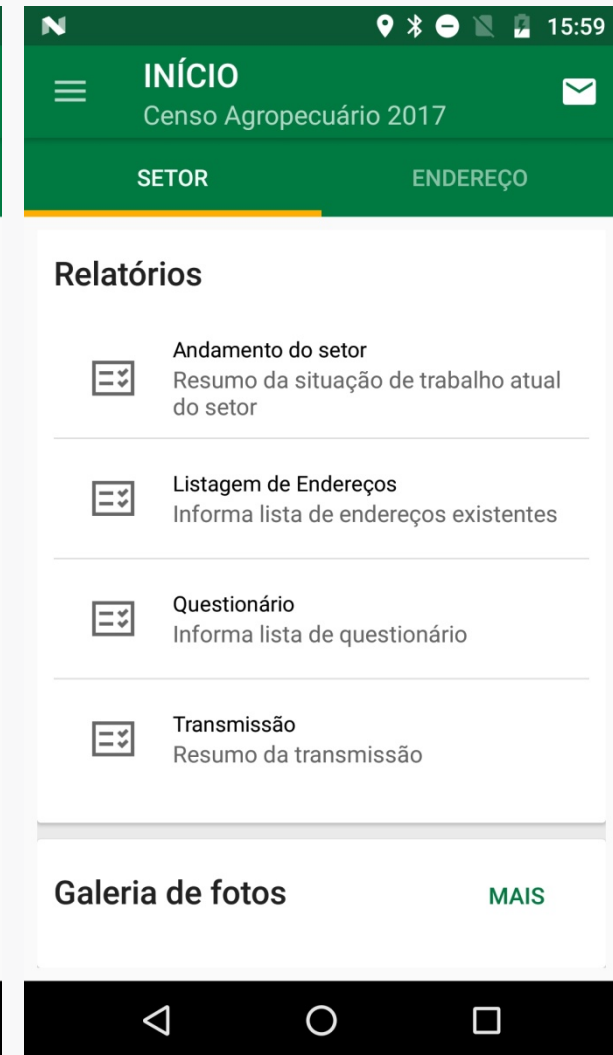 15:59
INÍCIO
Censo Agropecuário 2017
SETOR
ENDEREÇO
Relatórios
Andamento do setor
Resumo da situação de trabalho atual
do setor
Listagem de Endereços
Informa lista de endereços existentes
Questionário
Informa lista de questionário
Transmissão
Resumo da transmissão
Galeria de fotos
MAIS